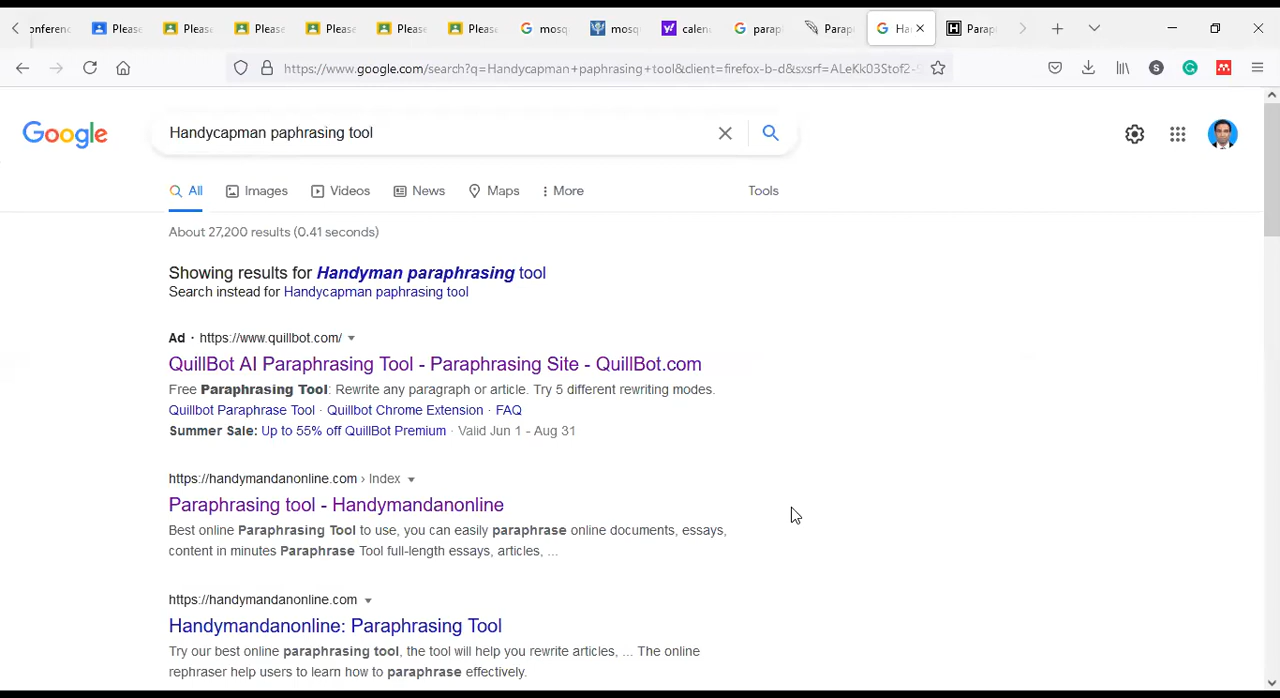 onferenc
Please
Please
Please
Please
Please
Please
mosq
mosq
calen
parap
Parap
Ha
Parap
https://www.google.com/search?q=Handycapman+paphrasing+tool&client=firefox-b-d&sxsrf=ALeKk03Stof2-S
Google
Handycapman paphrasing tool
All Images Videos News Maps More Tools
About 27,200 results (0.41 seconds)
Showing results for Handyman paraphrasing tool
Search instead for Handycapman paphrasing tool
Ad · https://www.quillbot.com/
QuillBot AI Paraphrasing Tool - Paraphrasing Site - QuillBot.com
Free Paraphrasing Tool: Rewrite any paragraph or article. Try 5 different rewriting modes.
Quillbot Paraphrase Tool · Quillbot Chrome Extension · FAQ
Summer Sale: Up to 55% off QuillBot Premium · Valid Jun 1 - Aug 31
https://handymandanonline.com › Index
Paraphrasing tool - Handymandanonline
Best online Paraphrasing Tool to use, you can easily paraphrase online documents, essays,
content in minutes Paraphrase Tool full-length essays, articles, ...
https://handymandanonline.com
Handymandanonline: Paraphrasing Tool
Try our best online paraphrasing tool, the tool will help you rewrite articles, ... The online
rephraser help users to learn how to paraphrase effectively.